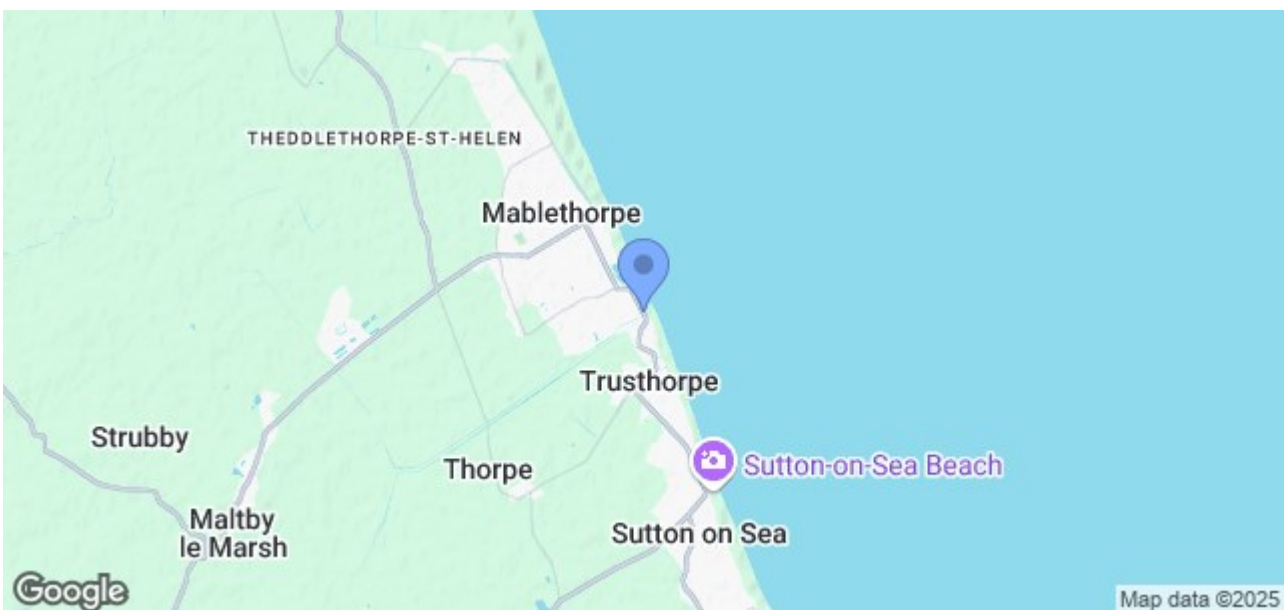 THEDDLETHORPE-ST-HELEN
Mablethorpe
Trusthorpe
Strubby
Thorpe
Sutton-on-Sea Beach
Maltby
le Marsh
Sutton on Sea
Google
Map data ©2025